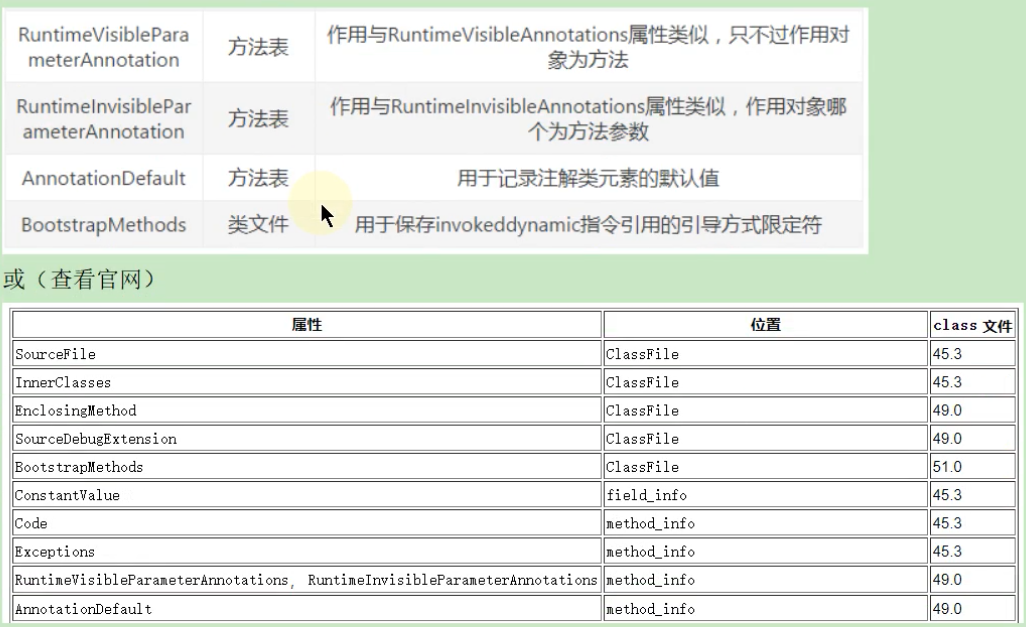 RuntimeVisiblePara
meterAnnotation
方法表
作用与RuntimeVisibleAnnotations属性类似，只不过作用对
象为方法
RuntimeInvisiblePar
ameterAnnotation
方法表
作用与RuntimeInvisibleAnnotations属性类似，作用对象哪
个为方法参数
AnnotationDefault
方法表
用于记录注解类元素的默认值
BootstrapMethods
类文件
用于保存invokeddynamic指令引用的引导方式限定符
或（查看官网）
属性 位置 class 文件
SourceFile ClassFile 45.3
InnerClasses ClassFile 45.3
EnclosingMethod ClassFile 49.0
SourceDebugExtension ClassFile 49.0
BootstrapMethods ClassFile 51.0
ConstantValue field_info 45.3
Code method_info 45.3
Exceptions method_info 45.3
RuntimeVisibleParameterAnnotations, RuntimeInvisibleParameterAnnotations method_info 49.0
AnnotationDefault method_info 49.0